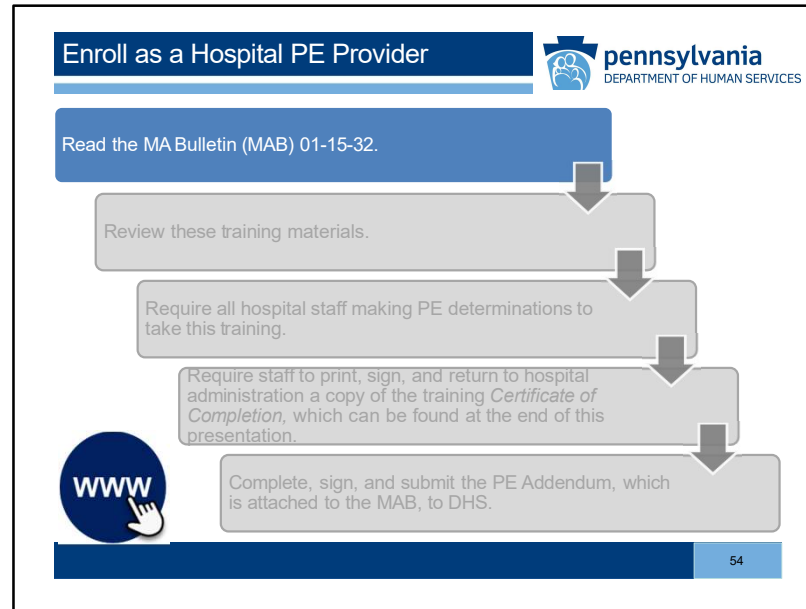 Enroll as a Hospital PE Provider
pennsylvania
DEPARTMENT OF HUMAN SERVICES
Read the MA Bulletin (MAB) 01-15-32.
Review these training materials.
Require all hospital staff making PE determinations to
take this training.
Require staff to print, sign, and return to hospital
administration a copy of the training Certificate of
Completion, which can be found at the end of this
presentation.
Complete, sign, and submit the PE Addendum, which
is attached to the MAB, to DHS.
www
54